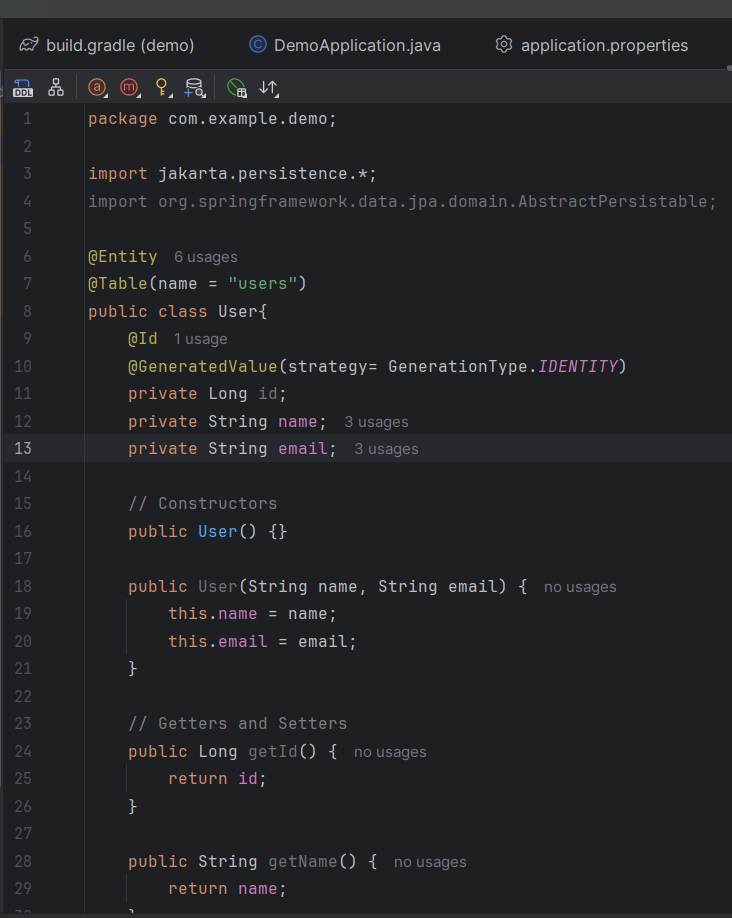 build.gradle (demo) DemoApplication.java application.properties
DDL a m
1 package com.example.demo;
2
3 import jakarta.persistence.*;
4 import org.springframework.data.jpa.domain.AbstractPersistable;
5
6 @Entity 6 usages
7 @Table(name = "users")
8 public class User{
9 @Id 1 usage
10 @GeneratedValue(strategy= GenerationType.IDENTITY)
11 private Long id;
12 private String name; 3 usages
13 private String email; 3 usages
14
15 // Constructors
16 public User() {}
17
18 public User(String name, String email) { no usages
19 this.name = name;
20 this.email = email;
21 }
22
23 // Getters and Setters
24 public Long getId() { no usages
25 return id;
26 }
27
28 public String getName() { no usages
29 return name;